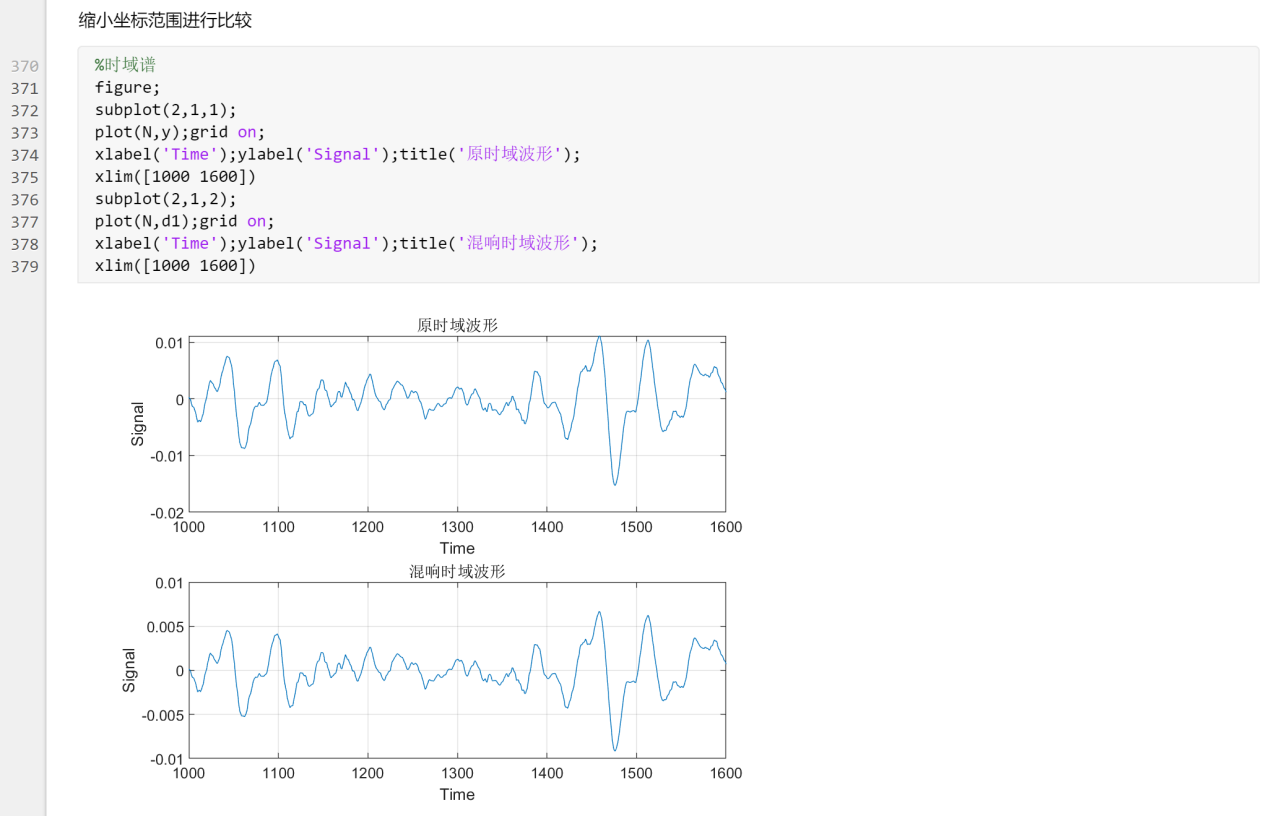 缩小坐标范围进行比较
370 %时域谱
371 figure;
372 subplot(2,1,1);
373 plot(N,y);grid on;
374 xlabel('Time');ylabel('Signal');title('原时域波形');
375 xlim([1000 1600])
376 subplot(2,1,2);
377 plot(N,d1);grid on;
378 xlabel('Time');ylabel('Signal');title('混响时域波形');
379 xlim([1000 1600])
原时域波形
0.01
0
-0.01
-0.02
Signal
1000 1100 1200 1300 1400 1500 1600
Time
混响时域波形
0.01
0.005
0
-0.005
-0.01
Signal
1000 1100 1200 1300 1400 1500 1600
Time